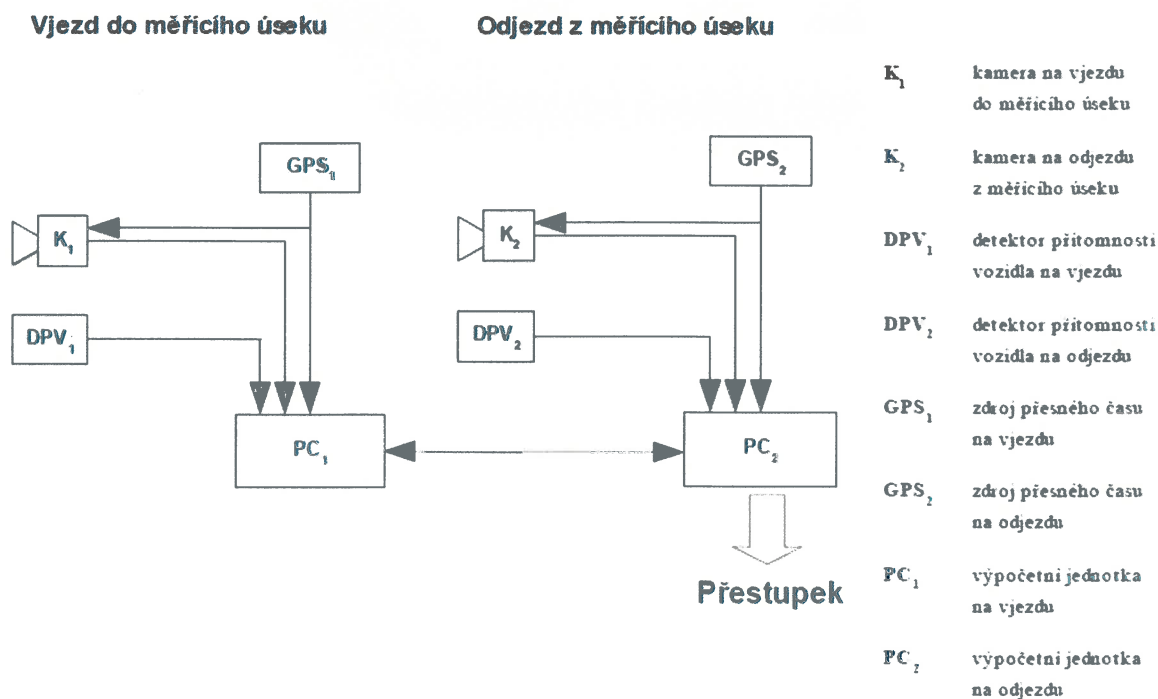 Vjezd do měřícího úseku
Odjezd z měřícího úseku
GPS₁
K₁
DPV₁
PC₁
GPS₂
K₂
DPV₂
PC₂
Přestupek
K₁ kamera na vjezdu
do měřicího úseku
K₂ kamera na odjezdu
z měřicího úseku
DPV₁ detektor přítomnosti
vozidla na vjezdu
DPV₂ detektor přítomnosti
vozidla na odjezdu
GPS₁ zdroj přesného času
na vjezdu
GPS₂ zdroj přesného času
na odjezdu
PC₁ výpočetní jednotka
na vjezdu
PC₂ výpočetní jednotka
na odjezdu